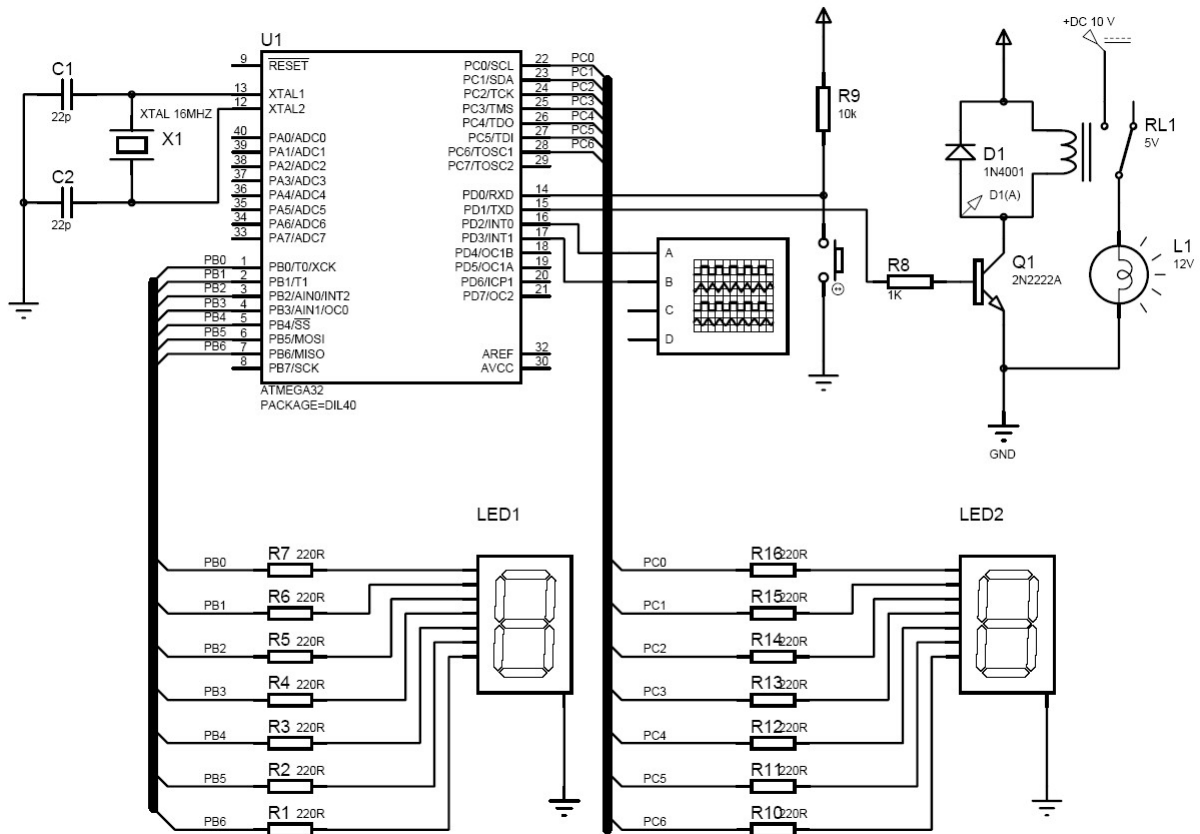 U1
9 RESET
13 XTAL1
12 XTAL2
40 PA0/ADC0
39 PA1/ADC1
38 PA2/ADC2
37 PA3/ADC3
36 PA4/ADC4
35 PA5/ADC5
34 PA6/ADC6
33 PA7/ADC7
PB0 1 PB0/T0/XCK
PB1 2 PB1/T1
PB2 3 PB2/AIN0/INT2
PB3 4 PB3/AIN1/OC0
PB4 5 PB4/SS
PB5 6 PB5/MOSI
PB6 7 PB6/MISO
8 PB7/SCK
PC0/SCL 22 PC0
PC1/SDA 23 PC1
PC2/TCK 24 PC2
PC3/TMS 25 PC3
PC4/TDO 26 PC4
PC5/TDI 27 PC5
PC6/TOSC1 28 PC6
PC7/TOSC2 29
PD0/RXD 14
PD1/TXD 15
PD2/INT0 16
PD3/INT1 17
PD4/OC1B 18
PD5/OC1A 19
PD6/ICP1 20
PD7/OC2 21
AREF 32
AVCC 30
ATMEGA32
PACKAGE=DIL40
C1
22p
XTAL 16MHZ
X1
C2
22p
A
B
C
D
R9
10k
R8
1K
+DC 10 V
RL1
5V
D1
1N4001
D1(A)
Q1
2N2222A
L1
12V
GND
LED1
PB0 R7 220R
PB1 R6 220R
PB2 R5 220R
PB3 R4 220R
PB4 R3 220R
PB5 R2 220R
PB6 R1 220R
LED2
PC0 R16 220R
PC1 R15 220R
PC2 R14 220R
PC3 R13 220R
PC4 R12 220R
PC5 R11 220R
PC6 R10 220R